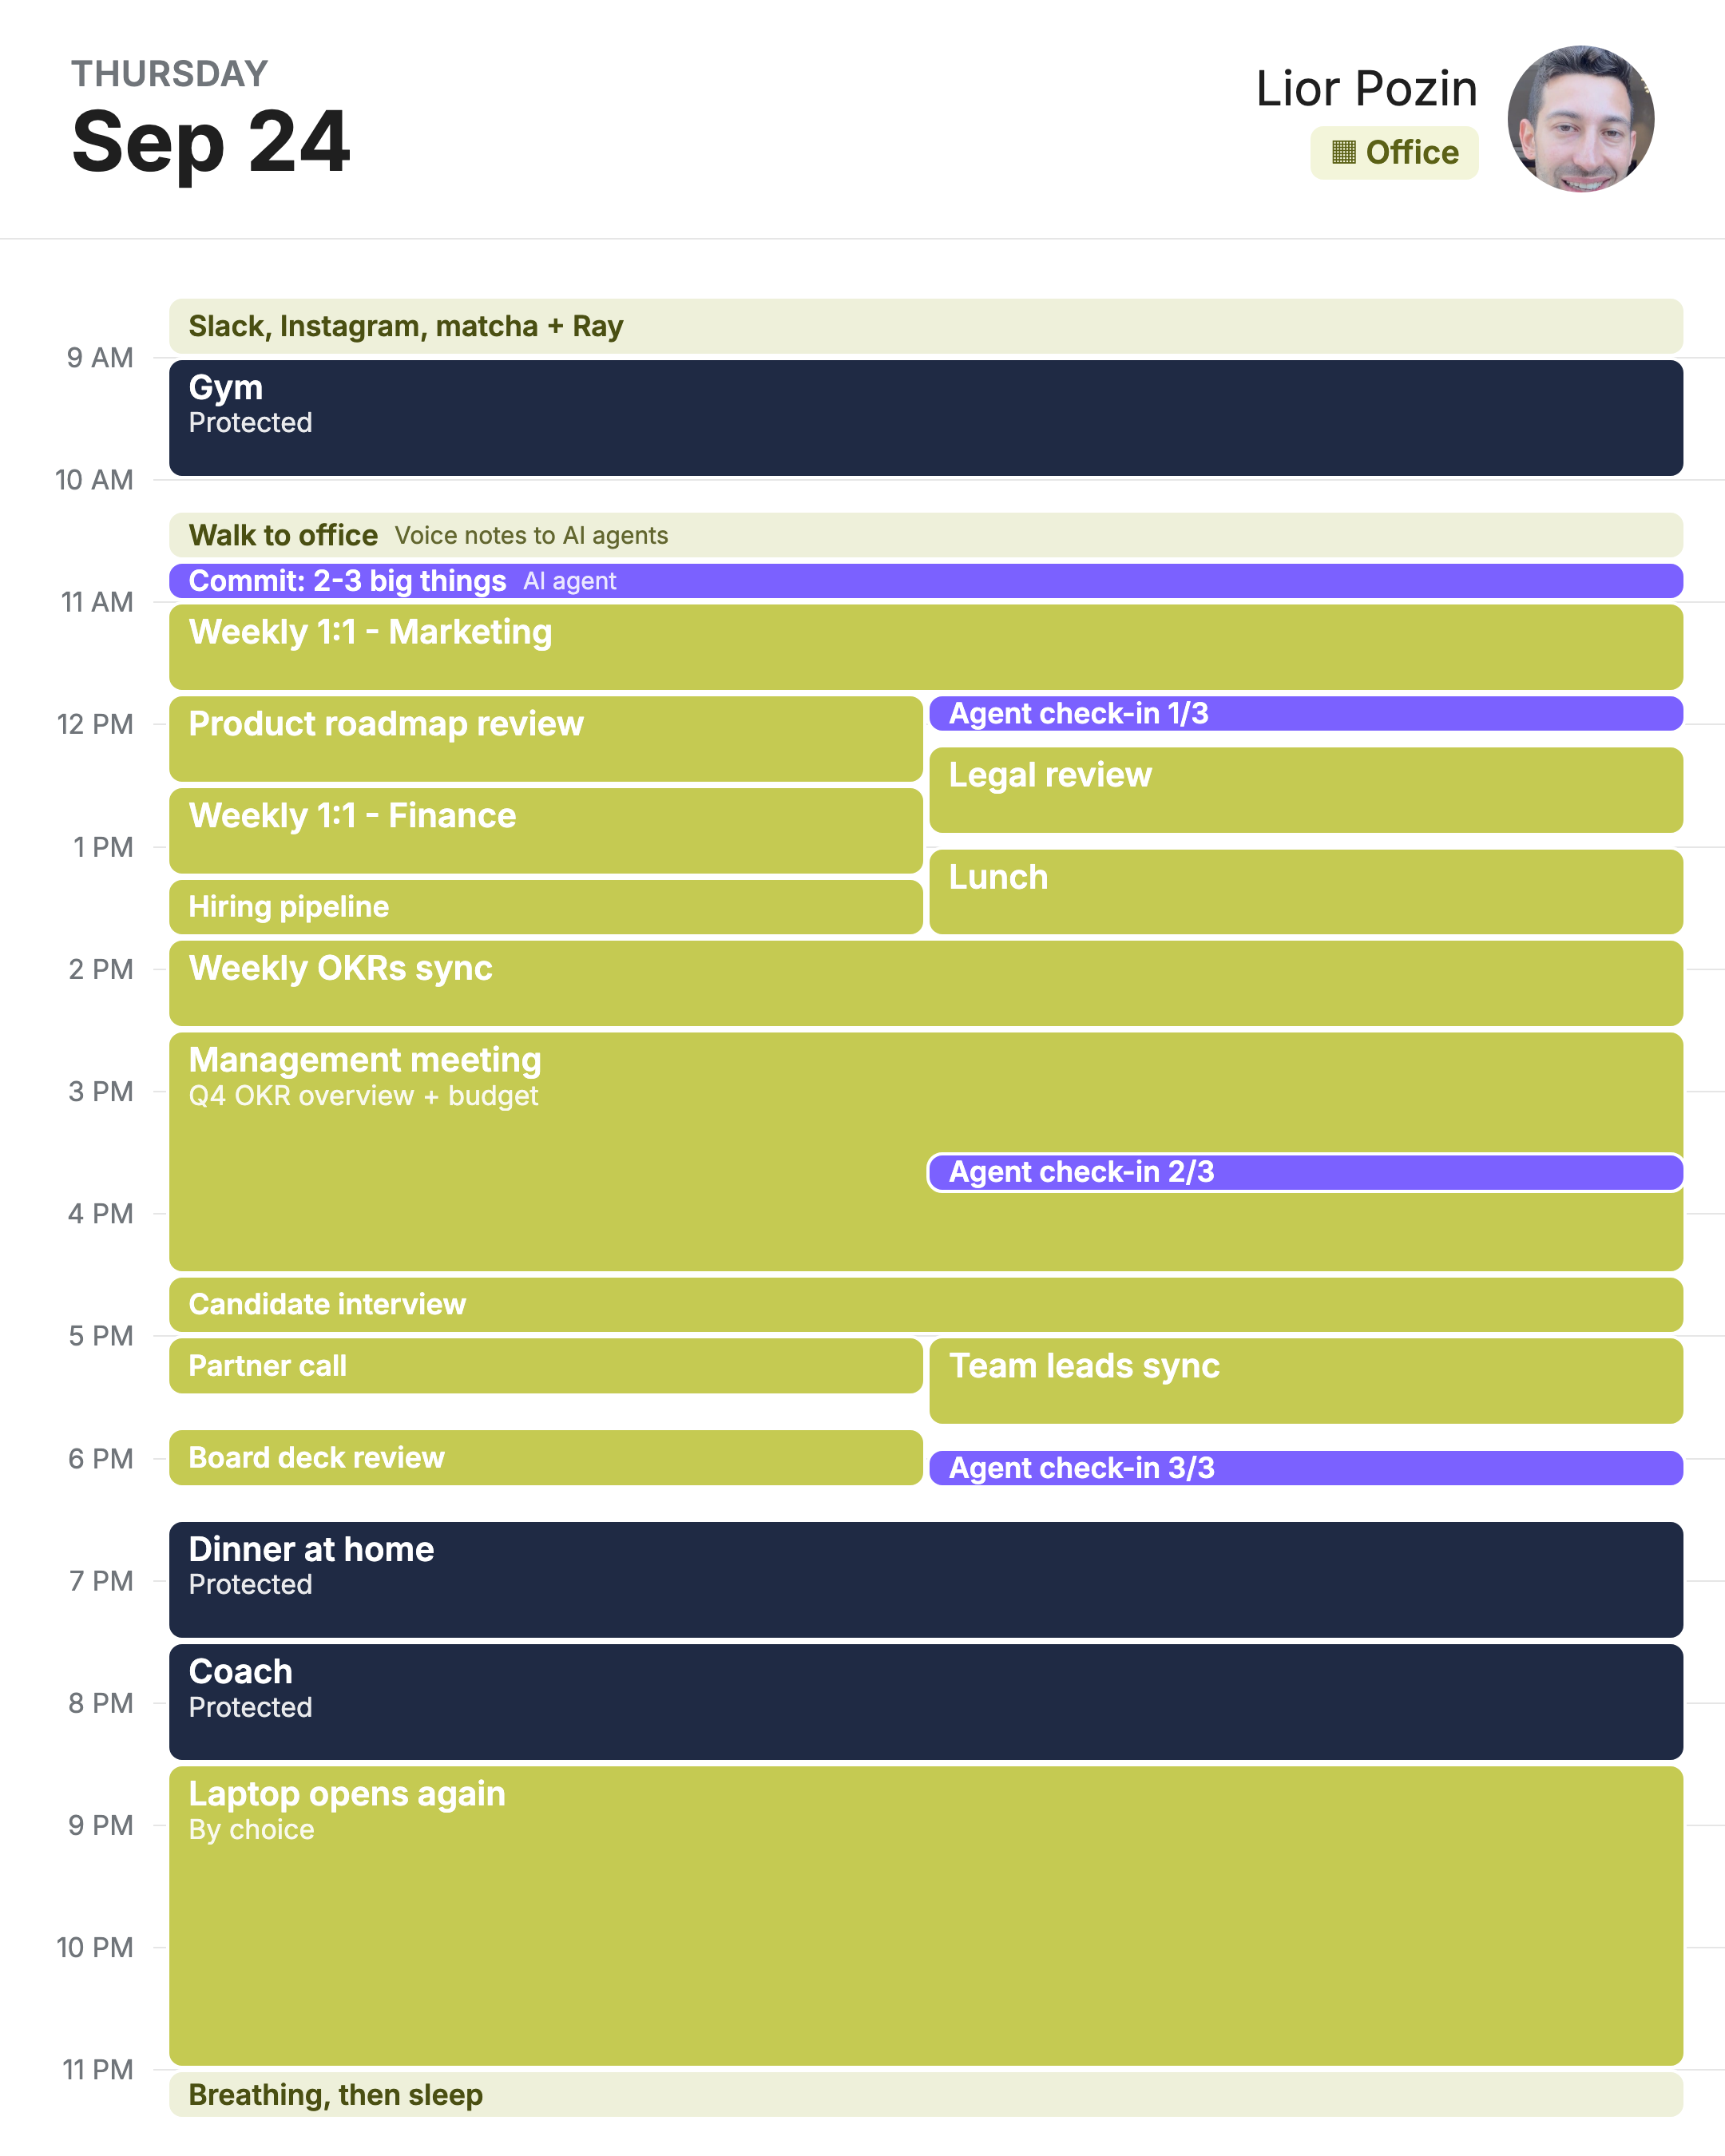 THURSDAY
Sep 24
Lior Pozin
Office
Slack, Instagram, matcha + Ray
9 AM
Gym
Protected
10 AM
Walk to office Voice notes to AI agents
Commit: 2-3 big things AI agent
11 AM
Weekly 1:1 - Marketing
12 PM
Product roadmap review
Agent check-in 1/3
Legal review
Weekly 1:1 - Finance
1 PM
Lunch
Hiring pipeline
2 PM
Weekly OKRs sync
Management meeting
3 PM
Q4 OKR overview + budget
Agent check-in 2/3
4 PM
Candidate interview
5 PM
Partner call
Team leads sync
6 PM
Board deck review
Agent check-in 3/3
Dinner at home
7 PM
Protected
Coach
8 PM
Protected
Laptop opens again
9 PM
By choice
10 PM
11 PM
Breathing, then sleep